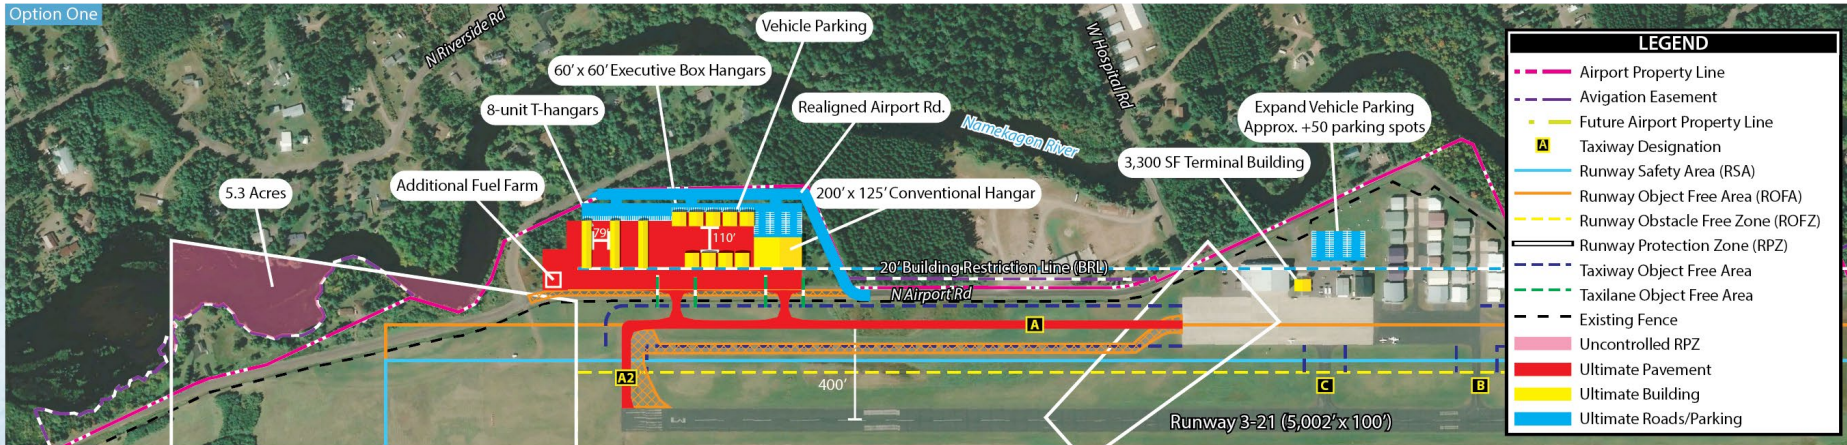 Option One
N Riverside Rd
Vehicle Parking
W Hospital Rd
60' x 60' Executive Box Hangars
8-unit T-hangars
Realigned Airport Rd.
Expand Vehicle Parking
Approx. +50 parking spots
Namekagon River
3,300 SF Terminal Building
5.3 Acres
Additional Fuel Farm
200' x 125' Conventional Hangar
79'
110'
20' Building Restriction Line (BRL)
N Airport Rd
A
A2
400'
C
B
Runway 3-21 (5,002' x 100')
LEGEND
Airport Property Line
Avigation Easement
Future Airport Property Line
A
Taxiway Designation
Runway Safety Area (RSA)
Runway Object Free Area (ROFA)
Runway Obstacle Free Zone (ROFZ)
Runway Protection Zone (RPZ)
Taxiway Object Free Area
Taxilane Object Free Area
Existing Fence
Uncontrolled RPZ
Ultimate Pavement
Ultimate Building
Ultimate Roads/Parking